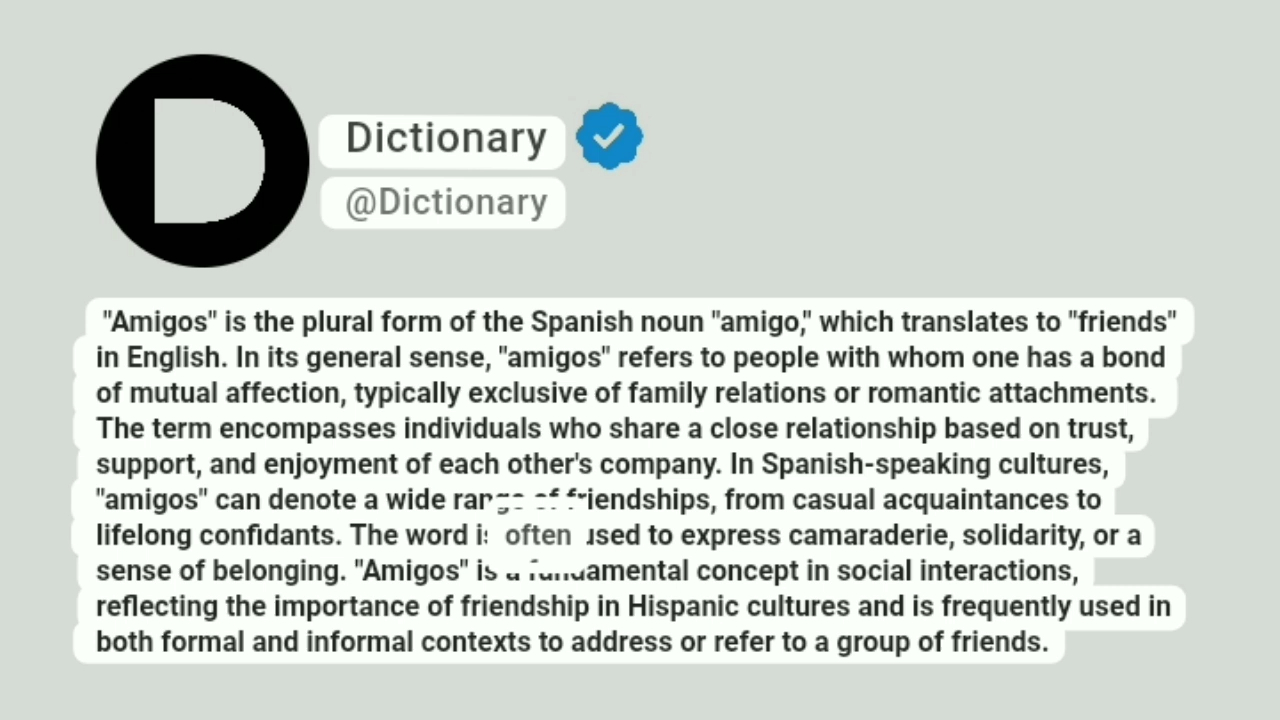 D
Dictionary
@Dictionary
"Amigos" is the plural form of the Spanish noun "amigo," which translates to "friends"
in English. In its general sense, "amigos" refers to people with whom one has a bond
of mutual affection, typically exclusive of family relations or romantic attachments.
The term encompasses individuals who share a close relationship based on trust,
support, and enjoyment of each other's company. In Spanish-speaking cultures,
"amigos" can denote a wide range of friendships, from casual acquaintances to
lifelong confidants. The word is often used to express camaraderie, solidarity, or a
sense of belonging. "Amigos" is a fundamental concept in social interactions,
reflecting the importance of friendship in Hispanic cultures and is frequently used in
both formal and informal contexts to address or refer to a group of friends.